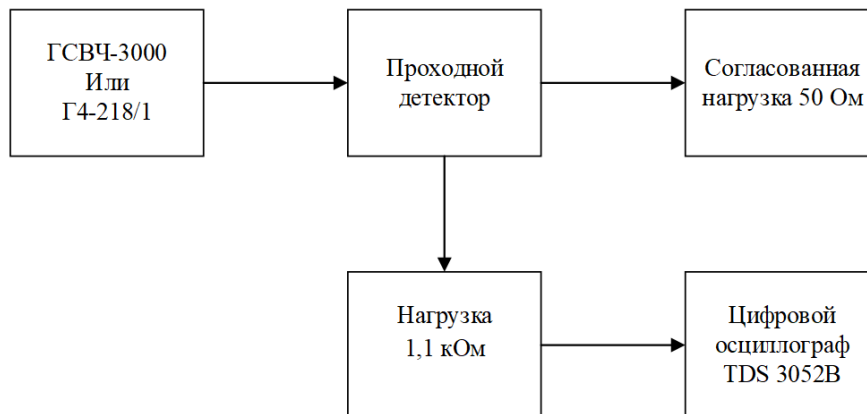 ГСВЧ-3000
Или
Г4-218/1
Проходной
детектор
Согласованная
нагрузка 50 Ом
Нагрузка
1,1 кОм
Цифровой
осциллограф
TDS 3052B